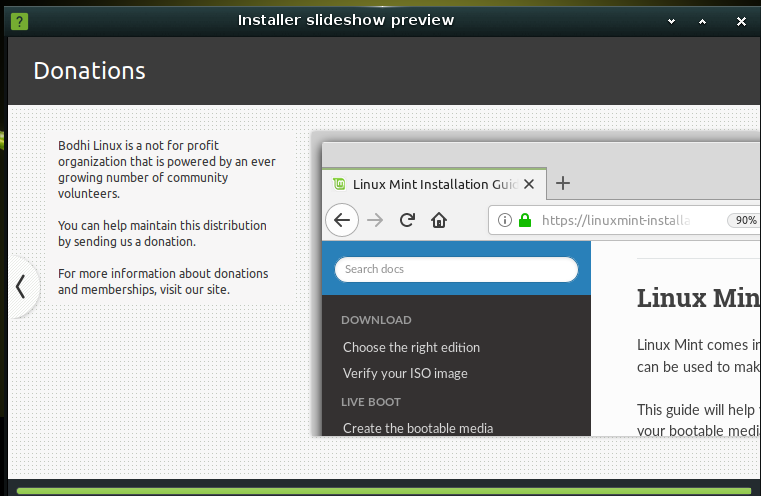 Installer slideshow preview
Donations
Bodhi Linux is a not for profit
organization that is powered by an ever
growing number of community
volunteers.
You can help maintain this distribution
by sending us a donation.
For more information about donations
and memberships, visit our site.
Linux Mint Installation Guid
https://linuxmint-installa
90%
Search docs
DOWNLOAD
Choose the right edition
Verify your ISO image
LIVE BOOT
Create the bootable media
Linux Min
Linux Mint comes in
can be used to mak
This guide will help
your bootable media